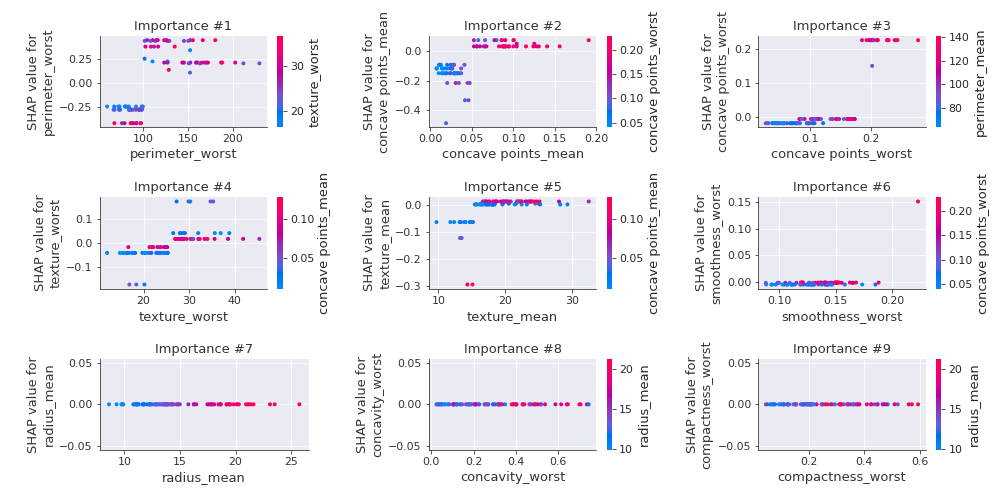 Importance #1
SHAP value for
perimeter_worst
0.25
0.00
−0.25
100
150
200
perimeter_worst
30
20
texture_worst
Importance #2
SHAP value for
concave points_mean
0.0
−0.2
−0.4
0.00
0.05
0.10
0.15
0.20
concave points_mean
0.20
0.15
0.10
0.05
concave points_worst
Importance #3
SHAP value for
concave points_worst
0.2
0.0
0.1
0.2
concave points_worst
140
120
100
80
perimeter_mean
Importance #4
SHAP value for
texture_worst
0.1
0.0
−0.1
20
30
40
texture_worst
0.10
0.05
concave points_mean
Importance #5
SHAP value for
texture_mean
0.0
−0.1
−0.2
−0.3
10
20
30
texture_mean
0.10
0.05
concave points_mean
Importance #6
SHAP value for
smoothness_worst
0.15
0.10
0.05
0.00
0.10
0.15
0.20
smoothness_worst
0.20
0.15
0.10
0.05
concave points_worst
Importance #7
SHAP value for
radius_mean
0.05
0.00
−0.05
10
15
20
25
radius_mean
Importance #8
SHAP value for
concavity_worst
0.05
0.00
−0.05
0.0
0.2
0.4
0.6
concavity_worst
20
15
10
radius_mean
Importance #9
SHAP value for
compactness_worst
0.05
0.00
−0.05
0.2
0.4
0.6
compactness_worst
20
15
10
radius_mean